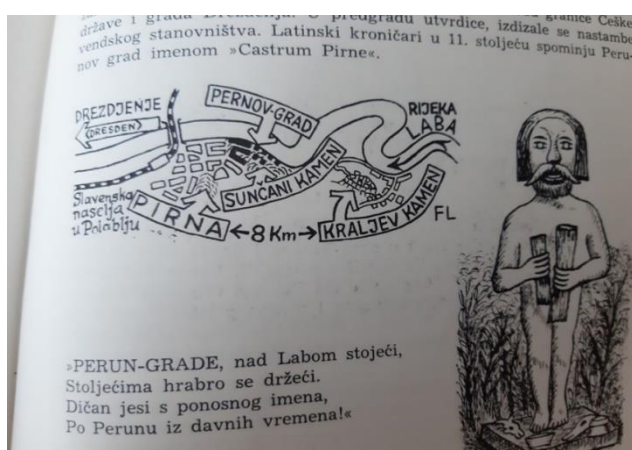 države i grada
predgrađu utvrdice, izdizale se nastambe
vendskog stanovništva. Latinski kroničari u 11. stoljeću spominju Peru-
nov grad imenom »Castrum Pirne«.
DREZDJENJE
(DRESDEN)
PERNOV-GRAD
RIJEKA
LABA
SUNČANI KAMEN
Slavenska
naselja
u Polablju
PIRNA
8 Km
KRALJEV KAMEN
FL
»PERUN-GRADE, nad Labom stojeći,
Stoljećima hrabro se držeći.
Dičan jesi s ponosnog imena,
Po Perunu iz davnih vremena!«